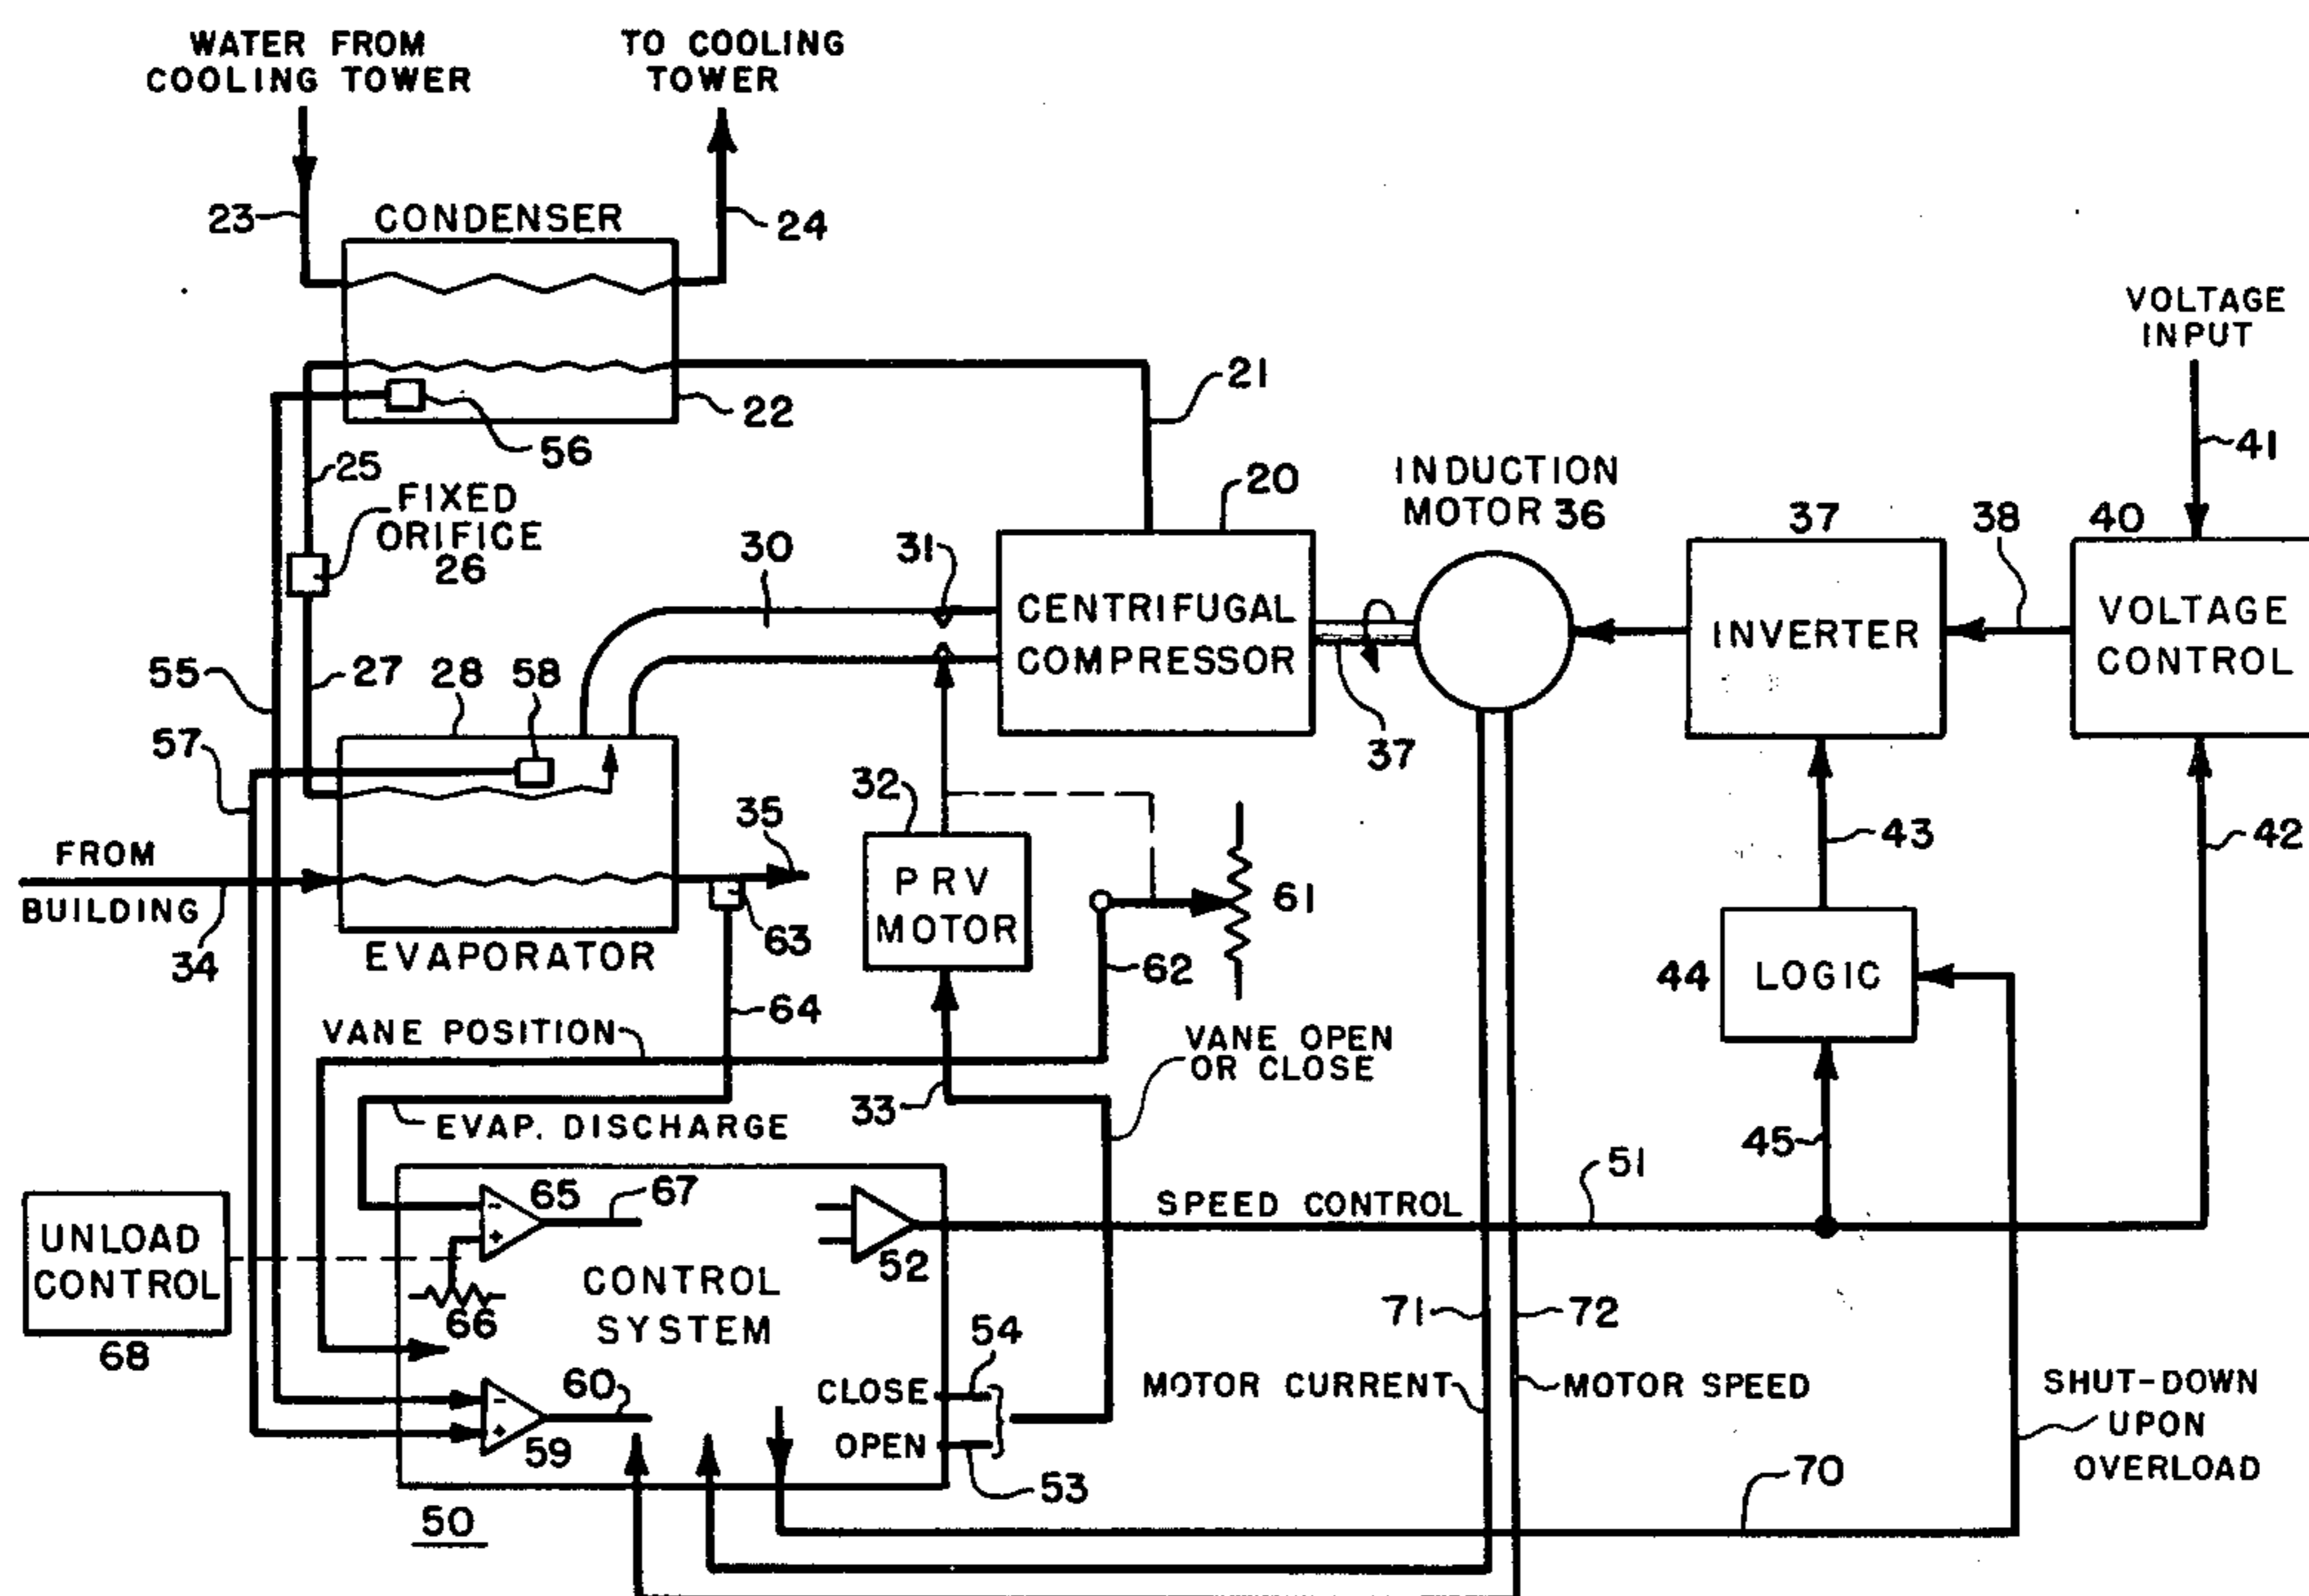 WATER FROM
COOLING TOWER
TO COOLING
TOWER
23
CONDENSER
24
VOLTAGE
INPUT
21
22
41
56
25
FIXED
ORIFICE
26
20
INDUCTION
MOTOR 36
37
38
40
30
31
CENTRIFUGAL
COMPRESSOR
INVERTER
VOLTAGE
CONTROL
55
27
28
58
37
57
32
35
43
42
FROM
BUILDING
34
PRV
MOTOR
61
63
EVAPORATOR
62
44
LOGIC
64
VANE POSITION
VANE OPEN
OR CLOSE
33
EVAP. DISCHARGE
45
51
65
67
SPEED CONTROL
UNLOAD
CONTROL
68
-
+
52
66
CONTROL
SYSTEM
71
72
54
60
CLOSE
OPEN
MOTOR CURRENT
MOTOR SPEED
SHUT-DOWN
UPON
OVERLOAD
-
+
59
53
70
50